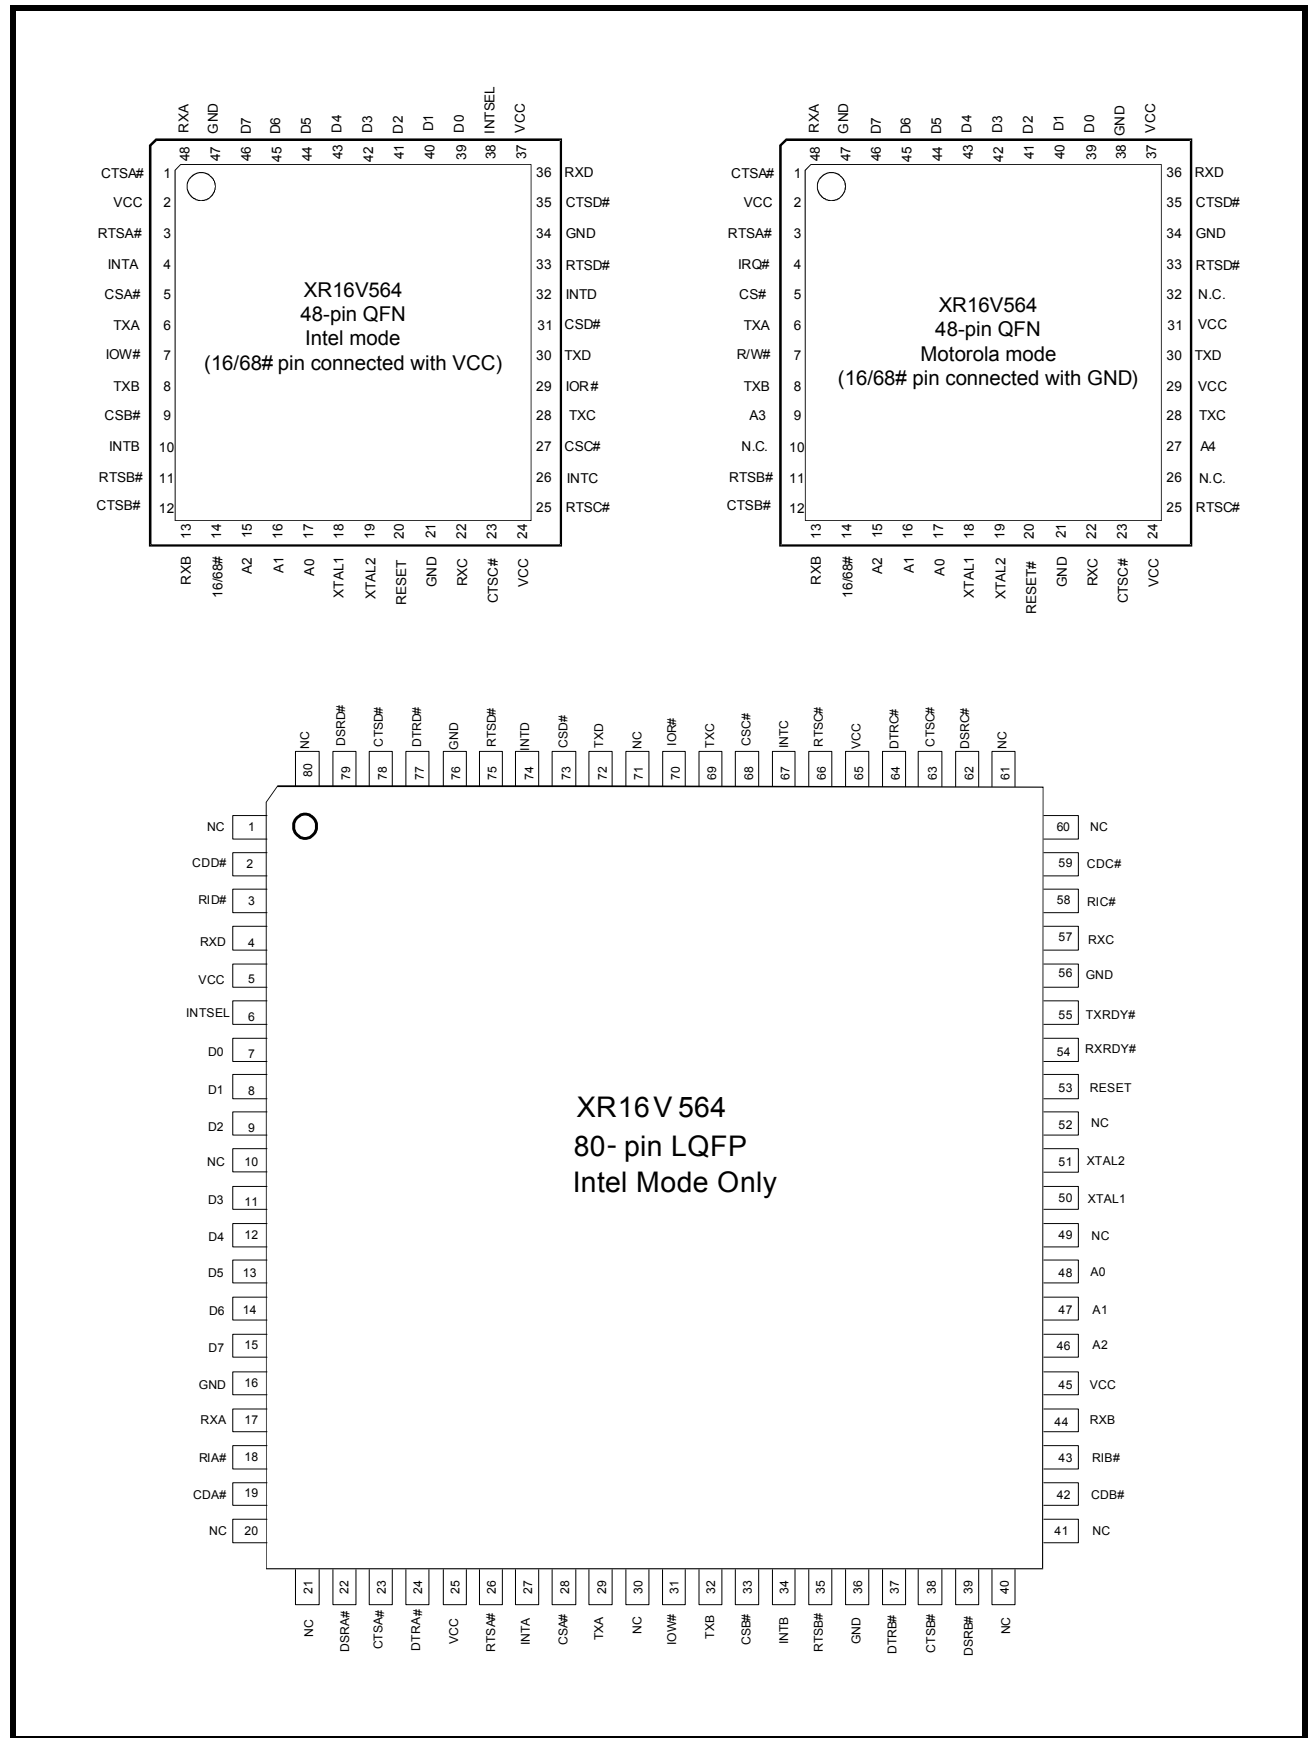 RXA GND D7 D6 D5 D4 D3 D2 D1 D0 INTSEL VCC
48 47 46 45 44 43 42 41 40 39 38 37
CTSA# 1 36 RXD
VCC 2 35 CTSD#
RTSA# 3 34 GND
INTA 4 33 RTSD#
CSA# 5 32 INTD
TXA 6 31 CSD#
IOW# 7 30 TXD
TXB 8 29 IOR#
CSB# 9 28 TXC
INTB 10 27 CSC#
RTSB# 11 26 INTC
CTSB# 12 25 RTSC#
XR16V564
48-pin QFN
Intel mode
(16/68# pin connected with VCC)
13 14 15 16 17 18 19 20 21 22 23 24
RXB 16/68# A2 A1 A0 XTAL1 XTAL2 RESET GND RXC CTSC# VCC
RXA GND D7 D6 D5 D4 D3 D2 D1 D0 GND VCC
48 47 46 45 44 43 42 41 40 39 38 37
CTSA# 1 36 RXD
VCC 2 35 CTSD#
RTSA# 3 34 GND
IRQ# 4 33 RTSD#
CS# 5 32 N.C.
TXA 6 31 VCC
R/W# 7 30 TXD
TXB 8 29 VCC
A3 9 28 TXC
N.C. 10 27 A4
RTSB# 11 26 N.C.
CTSB# 12 25 RTSC#
XR16V564
48-pin QFN
Motorola mode
(16/68# pin connected with GND)
13 14 15 16 17 18 19 20 21 22 23 24
RXB 16/68# A2 A1 A0 XTAL1 XTAL2 RESET# GND RXC CTSC# VCC
NC DSRD# CTSD# DTRD# GND RTSD# INTD CSD# TXD NC IOR# TXC CSC# INTC RTSC# VCC DTRC# CTSC# DSRC# NC
80 79 78 77 76 75 74 73 72 71 70 69 68 67 66 65 64 63 62 61
NC 1 60 NC
CDD# 2 59 CDC#
RID# 3 58 RIC#
RXD 4 57 RXC
VCC 5 56 GND
INTSEL 6 55 TXRDY#
D0 7 54 RXRDY#
D1 8 53 RESET
D2 9 52 NC
NC 10 51 XTAL2
D3 11 50 XTAL1
D4 12 49 NC
D5 13 48 A0
D6 14 47 A1
D7 15 46 A2
GND 16 45 VCC
RXA 17 44 RXB
RIA# 18 43 RIB#
CDA# 19 42 CDB#
NC 20 41 NC
XR16V 564
80- pin LQFP
Intel Mode Only
21 22 23 24 25 26 27 28 29 30 31 32 33 34 35 36 37 38 39 40
NC DSRA# CTSA# DTRA# VCC RTSA# INTA CSA# TXA NC IOW# TXB CSB# INTB RTSB# GND DTRB# CTSB# DSRB# NC